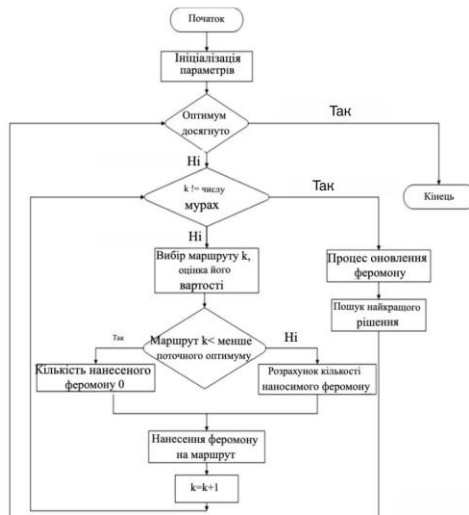 Початок
Ініціалізація
параметрів
Оптимум
досягнуто
Так
Ні
Кінець
k != числу
мурах
Так
Ні
Вибір маршруту k,
оцінка його
вартості
Процес оновлення
феромону
Пошук найкращого
рішення
Маршрут k< менше
поточного оптимуму
Так
Ні
Кількість нанесеного
феромону 0
Розрахунок кількості
наносимого феромону
Нанесення феромону
на маршрут
k=k+1